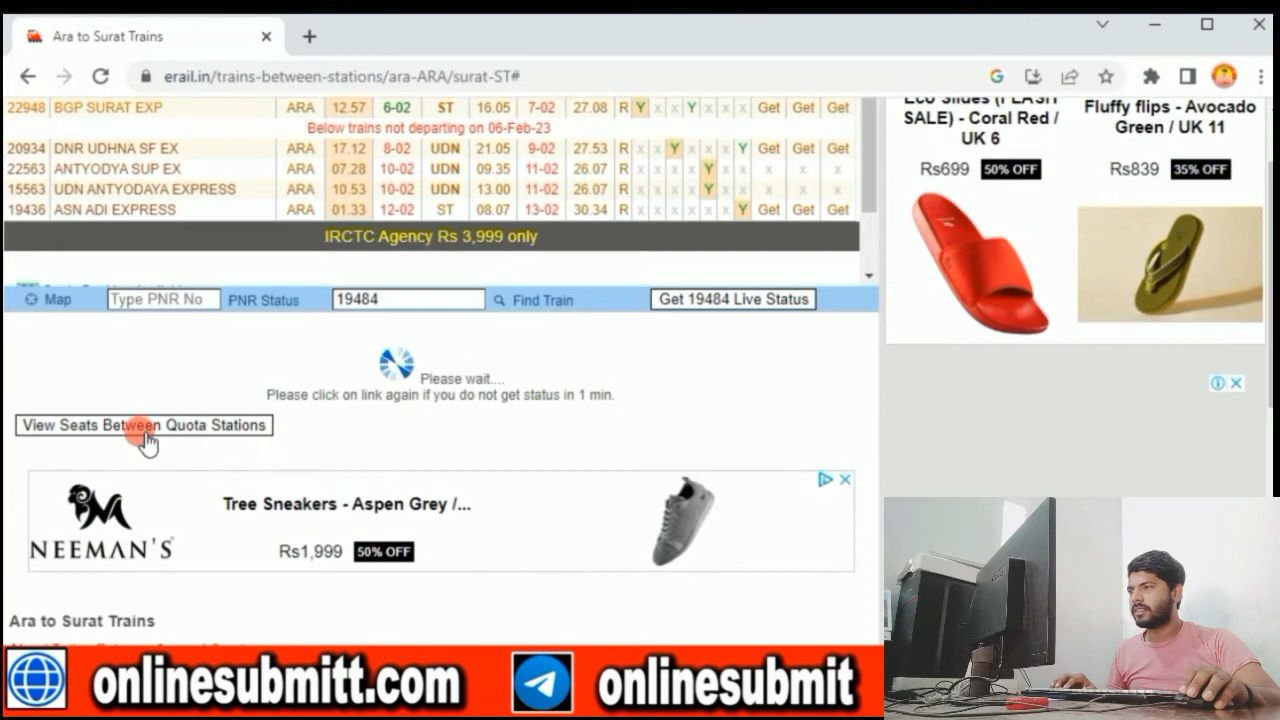 Ara to Surat Trains
erail.in/trains-between-stations/ara-ARA/surat-ST#
22948 BGP SURAT EXP ARA 12.57 6-02 ST 16.05 7-02 27.08 R Y x x Y x x x Get Get Get
Below trains not departing on 06-Feb-23
20934 DNR UDHNA SF EX ARA 17.12 8-02 UDN 21.05 9-02 27.53 R x x Y x x x Y Get Get Get
22563 ANTYODYA SUP EX ARA 07.28 10-02 UDN 09.35 11-02 26.07 R x x x x Y x x x x x
15563 UDN ANTYODAYA EXPRESS ARA 10.53 10-02 UDN 13.00 11-02 26.07 R x x x x Y x x x x x
19436 ASN ADI EXPRESS ARA 01.33 12-02 ST 08.07 13-02 30.34 R x x x x x x Y Get Get Get
IRCTC Agency Rs 3,999 only
Map Type PNR No PNR Status 19484 Find Train Get 19484 Live Status
Please wait....
Please click on link again if you do not get status in 1 min.
View Seats Between Quota Stations
NEEMAN'S
Tree Sneakers - Aspen Grey /...
Rs1,999 50% OFF
Ara to Surat Trains
Eco Slides (FLASH
SALE) - Coral Red /
UK 6
Rs699 50% OFF
Fluffy flips - Avocado
Green / UK 11
Rs839 35% OFF
onlinesubmitt.com
onlinesubmit